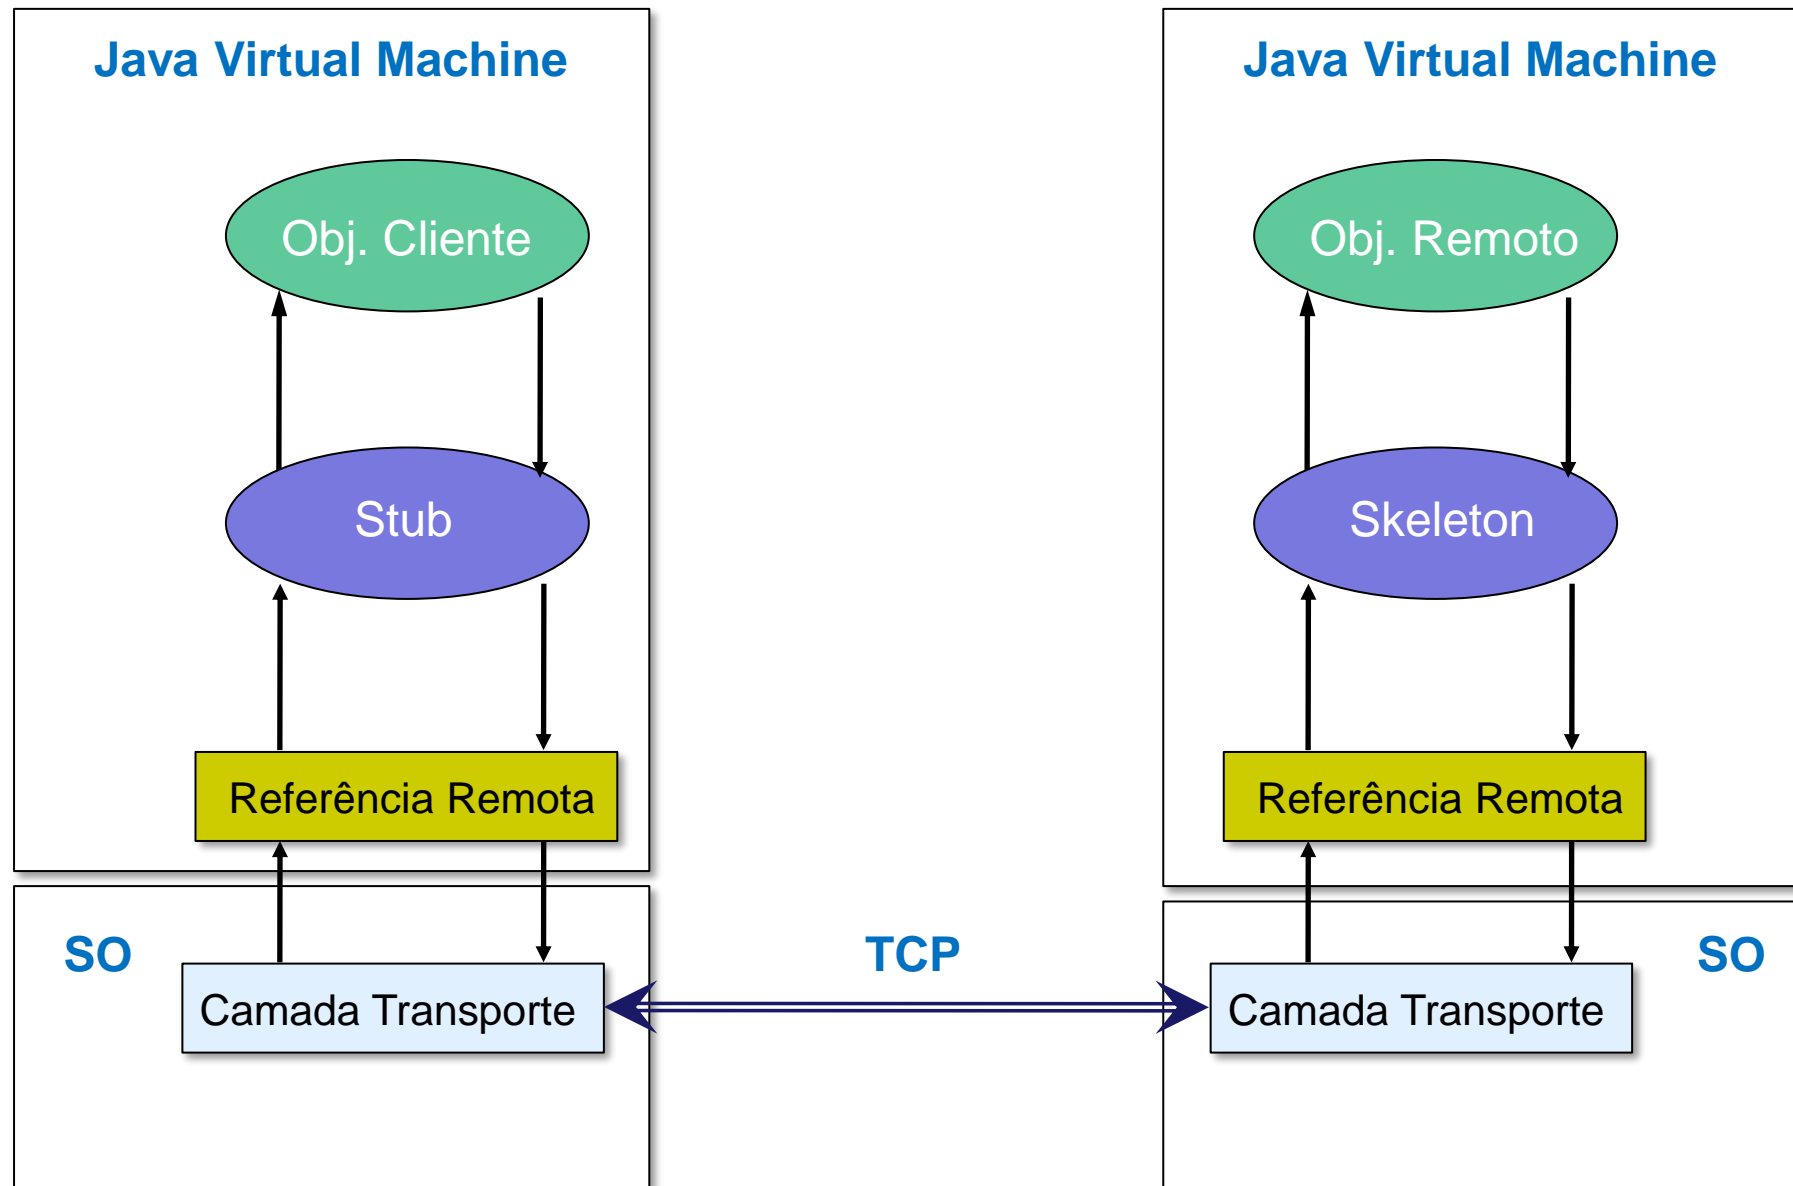 Java Virtual Machine
Java Virtual Machine
Obj. Cliente
Obj. Remoto
Stub
Skeleton
Referência Remota
Referência Remota
SO
TCP
SO
Camada Transporte
Camada Transporte